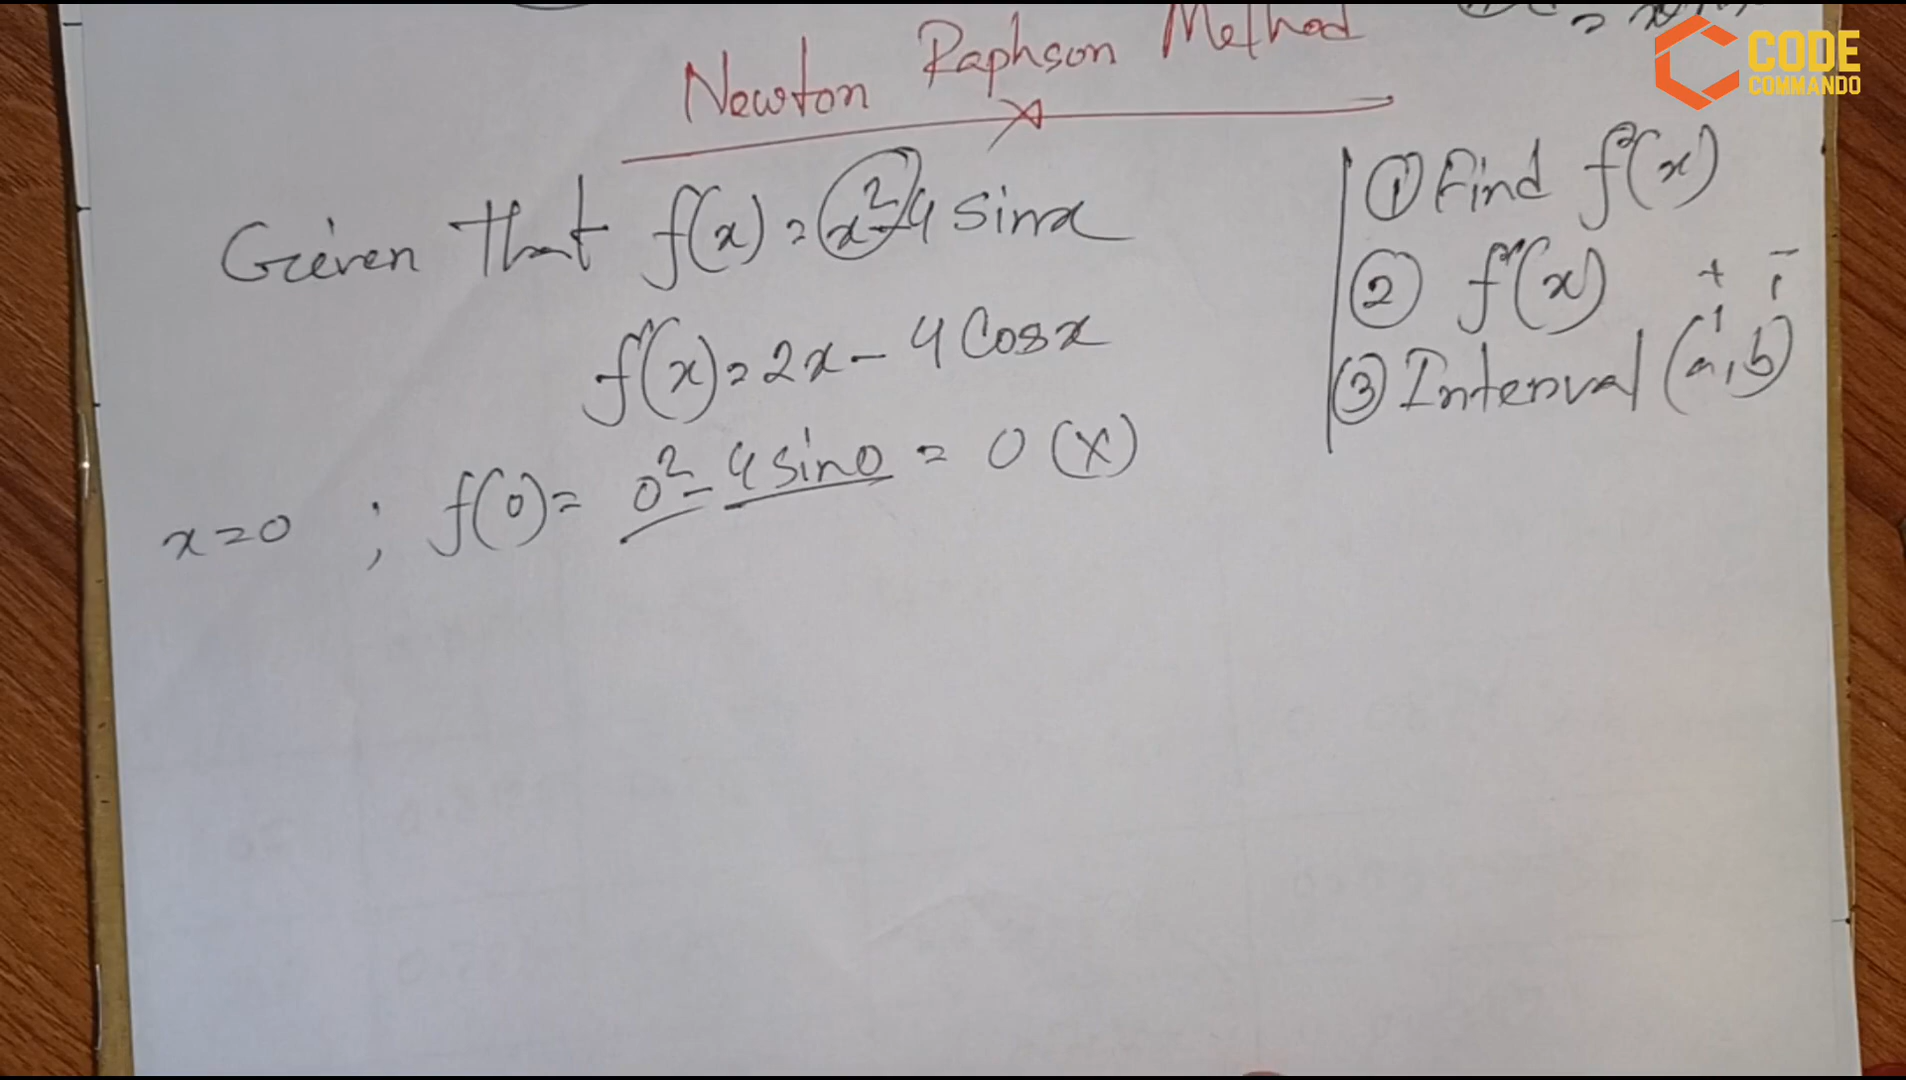 Newton Raphson Method
CODE
COMMANDO
Given that f(x) = x² - 4 sinx
f'(x) = 2x - 4 Cosx
x = 0 ; f(0) = 0² - 4 sin0 = 0 (X)
① Find f(x)
② f'(x)
+ -
③ Interval (a, b)